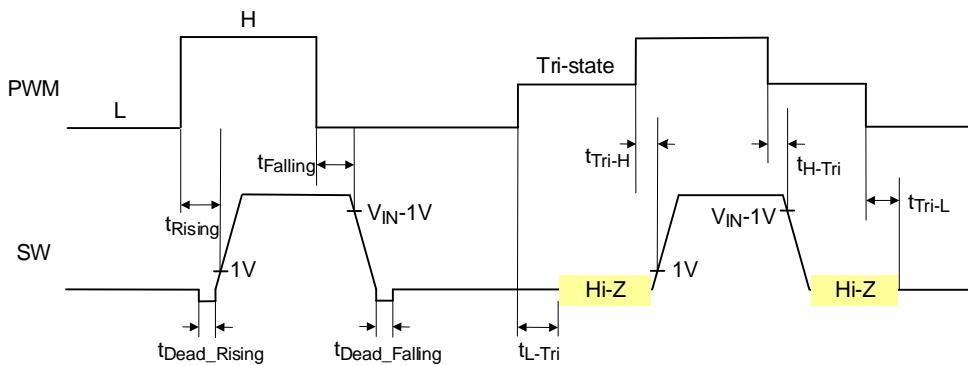 H
PWM
L
Tri-state
tFalling
tTri-H
tH-Tri
tTri-L
tRising
VIN-1V
VIN-1V
SW
1V
1V
Hi-Z
Hi-Z
tDead_Rising
tDead_Falling
tL-Tri